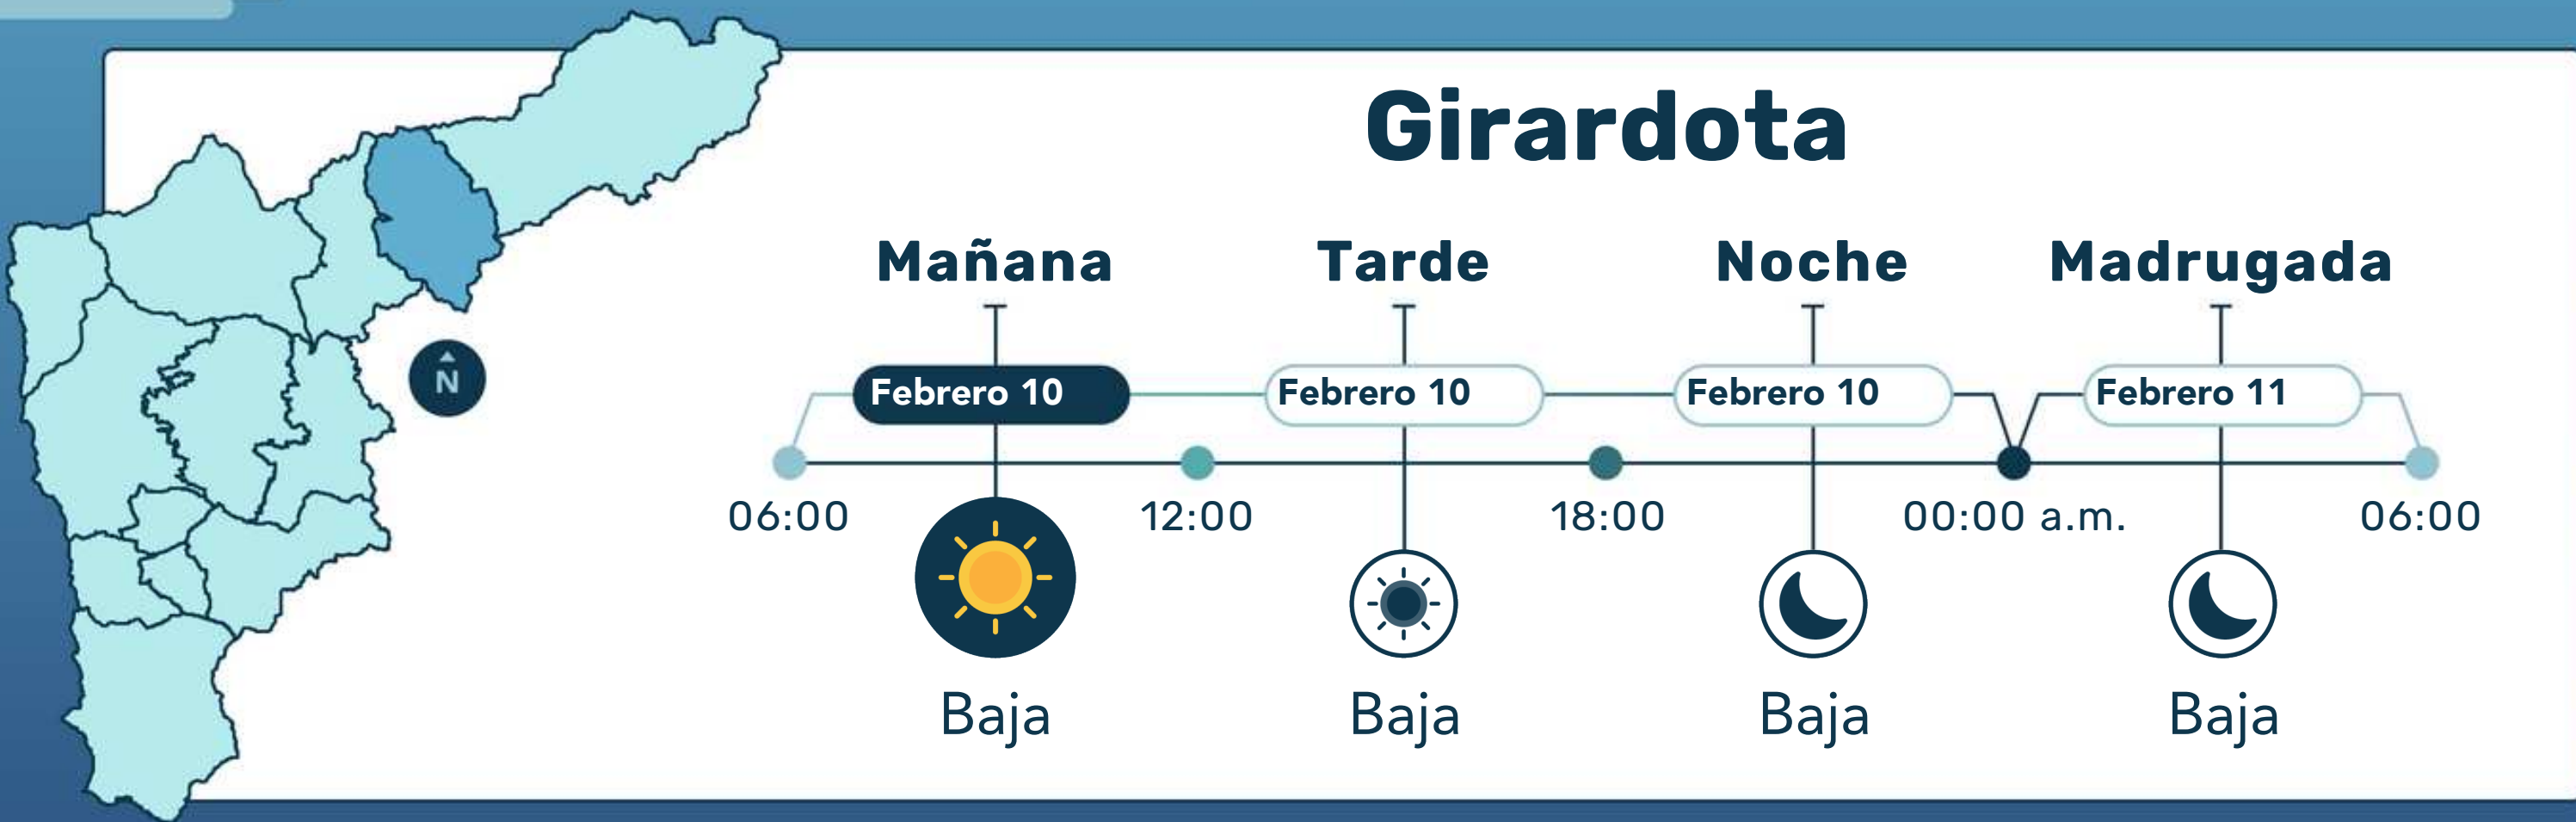 Girardota
Mañana Tarde Noche Madrugada
Febrero 10 Febrero 10 Febrero 10 Febrero 11
N
06:00 12:00 18:00 00:00 a.m. 06:00
Baja Baja Baja Baja